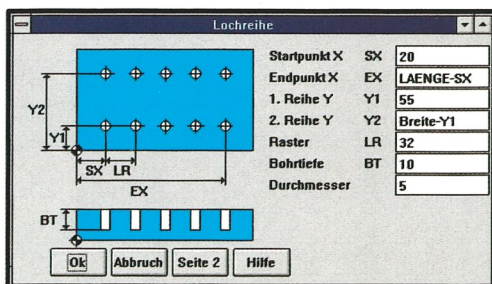 Lochreihe
Startpunkt X SX 20
Endpunkt X EX LAENGE-SX
1. Reihe Y Y1 55
2. Reihe Y Y2 Breite-Y1
Raster LR 32
Bohrtiefe BT 10
Durchmesser 5
Y2
Y1
SX LR
EX
BT
Ok Abbruch Seite 2 Hilfe